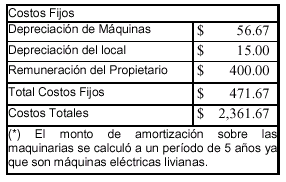 Costos Fijos
Depreciación de Máquinas $ 56.67
Depreciación del local $ 15.00
Remuneración del Propietario $ 400.00
Total Costos Fijos $ 471.67
Costos Totales $ 2,361.67
(*) El monto de amortización sobre las
maquinarias se calculó a un período de 5 años ya
que son máquinas eléctricas livianas.